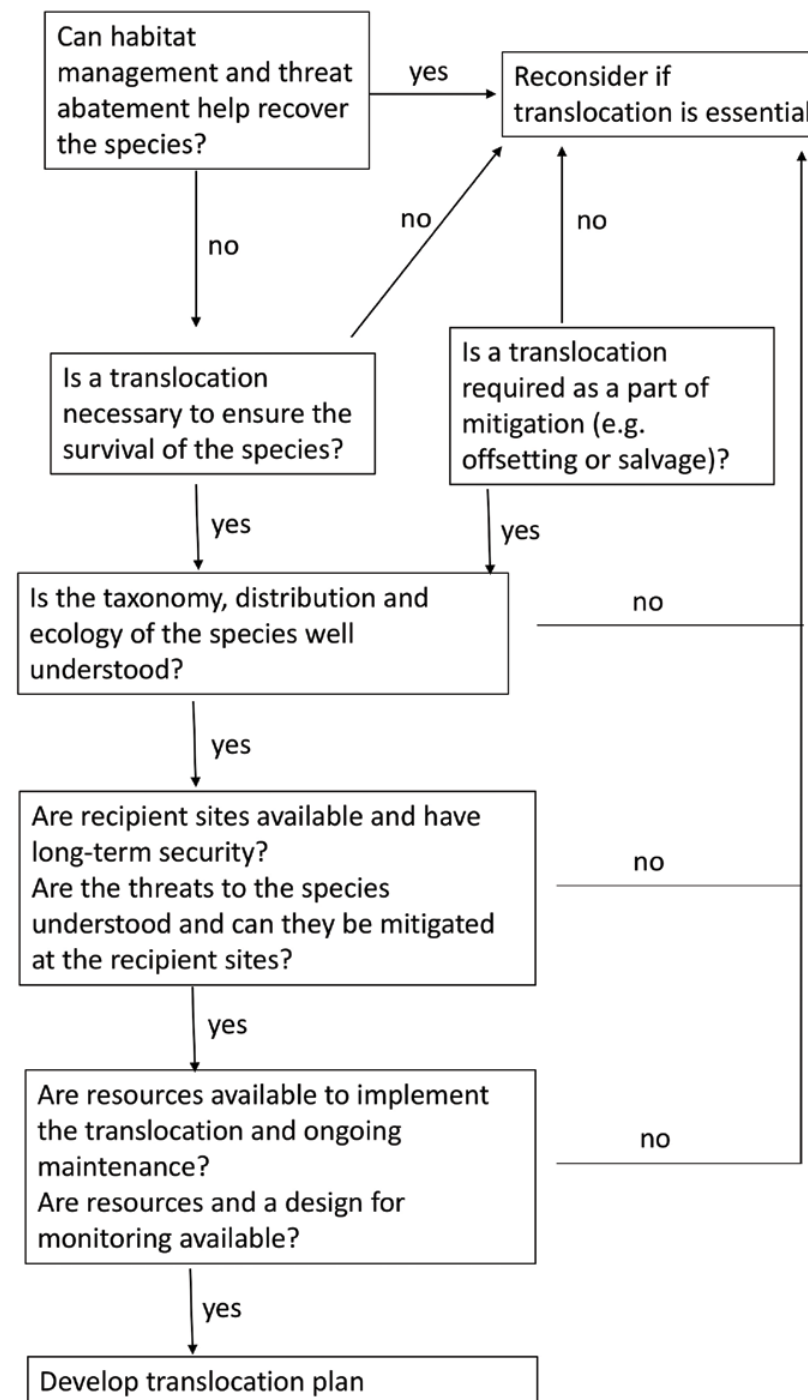 Can habitat
management and threat
abatement help recover
the species?
yes
Reconsider if
translocation is essential
no
no
no
Is a translocation
necessary to ensure the
survival of the species?
Is a translocation
required as a part of
mitigation (e.g.
offsetting or salvage)?
yes
yes
Is the taxonomy, distribution and
ecology of the species well
understood?
no
yes
Are recipient sites available and have
long-term security?
Are the threats to the species
understood and can they be mitigated
at the recipient sites?
no
yes
Are resources available to implement
the translocation and ongoing
maintenance?
Are resources and a design for
monitoring available?
no
yes
Develop translocation plan